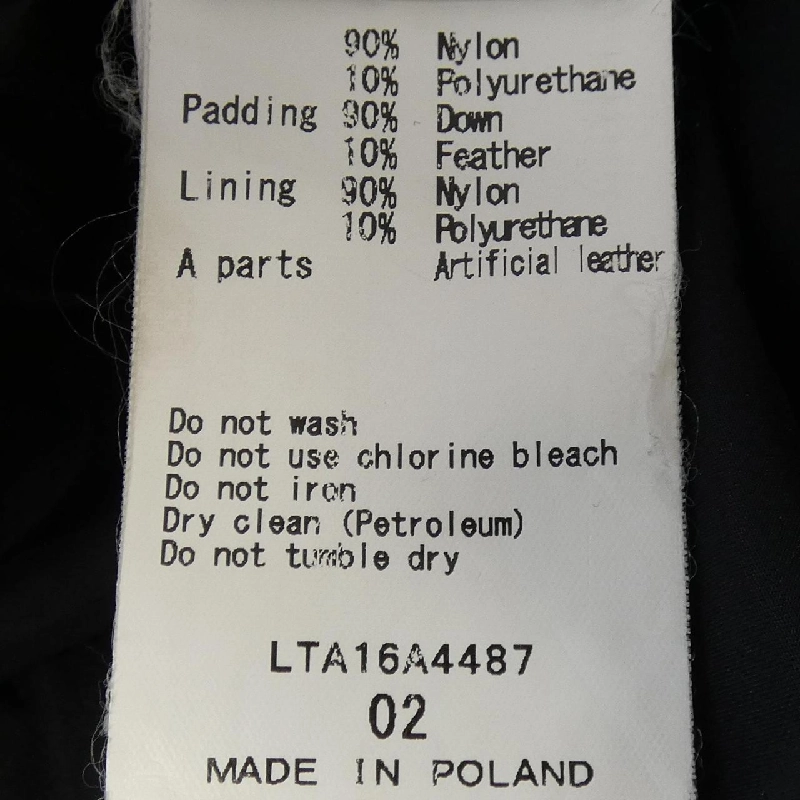 90% Nylon
10% Polyurethane
Padding 90% Down
10% Feather
Lining 90% Nylon
10% Polyurethane
A parts Artificial leather
Do not wash
Do not use chlorine bleach
Do not iron
Dry clean (Petroleum)
Do not tumble dry
LTA16A4487
02
MADE IN POLAND